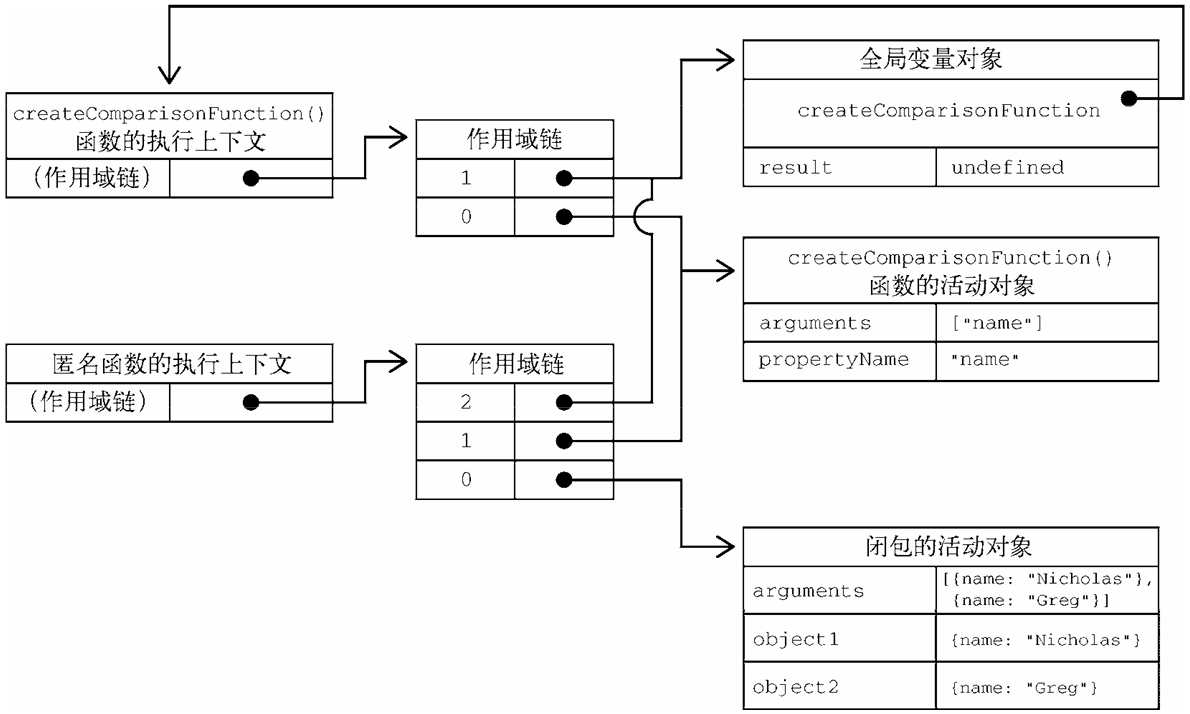 createComparisonFunction()
函数的执行上下文
（作用域链）
作用域链
1
0
全局变量对象
createComparisonFunction
result undefined
createComparisonFunction()
函数的活动对象
arguments ["name"]
propertyName "name"
匿名函数的执行上下文
（作用域链）
作用域链
2
1
0
闭包的活动对象
arguments [{name: "Nicholas"},
{name: "Greg"}]
object1 {name: "Nicholas"}
object2 {name: "Greg"}